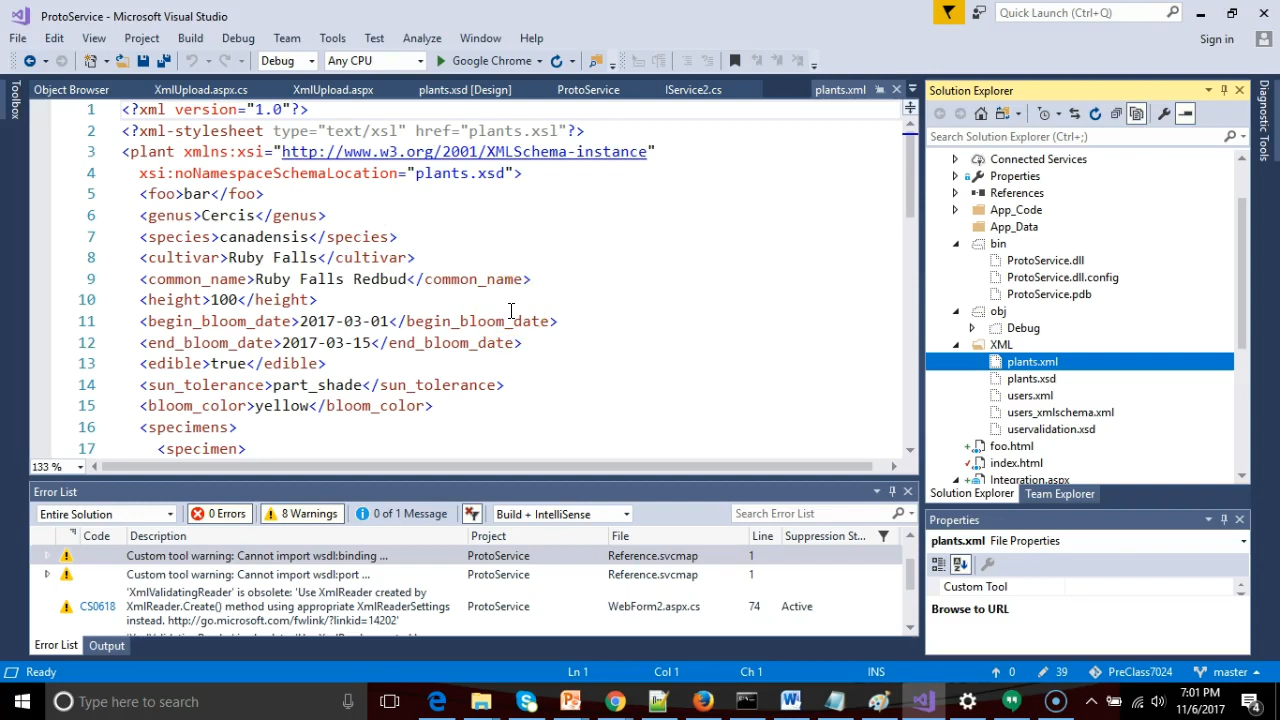 ProtoService - Microsoft Visual Studio
Quick Launch (Ctrl+Q)
File Edit View Project Build Debug Team Tools Test Analyze Window Help
Sign in
Debug Any CPU Google Chrome
Toolbox
Object Browser XmlUpload.aspx.cs XmlUpload.aspx plants.xsd [Design] ProtoService IService2.cs plants.xml
1 <?xml version="1.0"?>
2 <?xml-stylesheet type="text/xsl" href="plants.xsl"?>
3 <plant xmlns:xsi="http://www.w3.org/2001/XMLSchema-instance"
4 xsi:noNamespaceSchemaLocation="plants.xsd">
5 <foo>bar</foo>
6 <genus>Cercis</genus>
7 <species>canadensis</species>
8 <cultivar>Ruby Falls</cultivar>
9 <common_name>Ruby Falls Redbud</common_name>
10 <height>100</height>
11 <begin_bloom_date>2017-03-01</begin_bloom_date>
12 <end_bloom_date>2017-03-15</end_bloom_date>
13 <edible>true</edible>
14 <sun_tolerance>part_shade</sun_tolerance>
15 <bloom_color>yellow</bloom_color>
16 <specimens>
17 <specimen>
133 %
Solution Explorer
Search Solution Explorer (Ctrl+;)
Connected Services
Properties
References
App_Code
App_Data
bin
ProtoService.dll
ProtoService.dll.config
ProtoService.pdb
obj
Debug
XML
plants.xml
plants.xsd
users.xml
users_xmlschema.xml
uservalidation.xsd
foo.html
index.html
Integration.aspx
Solution Explorer Team Explorer
Diagnostic Tools
Error List
Entire Solution 0 Errors 8 Warnings 0 of 1 Message Build + IntelliSense Search Error List
Code Description Project File Line Suppression St...
Custom tool warning: Cannot import wsdl:binding ... ProtoService Reference.svcmap 1
Custom tool warning: Cannot import wsdl:port ... ProtoService Reference.svcmap 1
'XmlValidatingReader' is obsolete: 'Use XmlReader created by
CS0618 XmlReader.Create() method using appropriate XmlReaderSettings ProtoService WebForm2.aspx.cs 74 Active
instead. http://go.microsoft.com/fwlink/?linkid=14202'
Error List Output
Properties
plants.xml File Properties
Custom Tool
Browse to URL
Ready Ln 1 Col 1 Ch 1 INS 0 39 PreClass7024 master
Type here to search
7:01 PM
11/6/2017
4